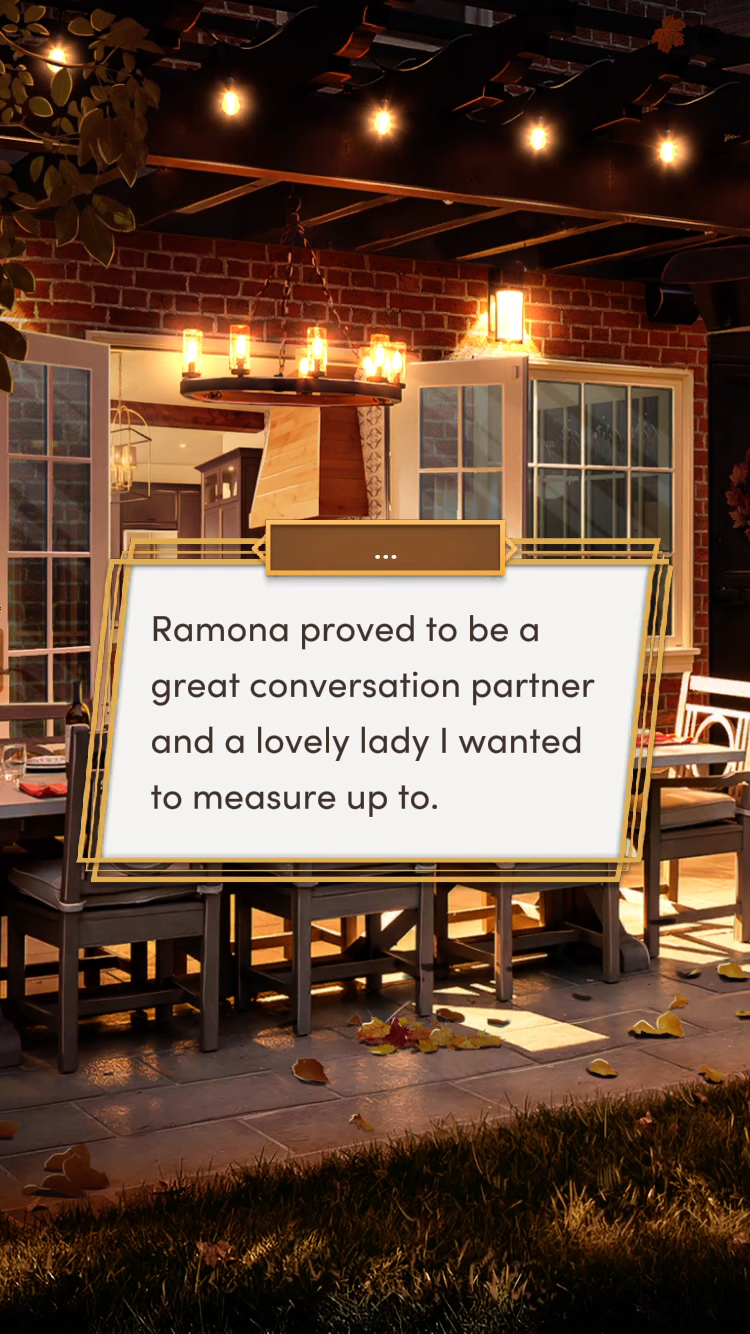 ...
Ramona proved to be a
great conversation partner
and a lovely lady I wanted
to measure up to.